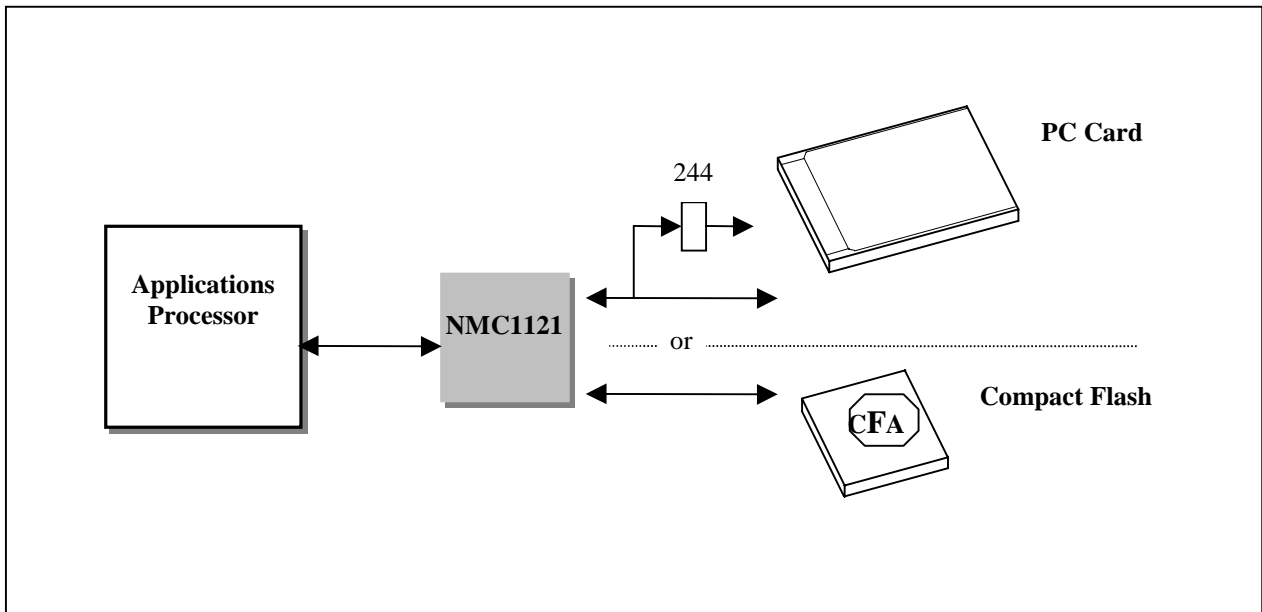 PC Card
244
Applications
Processor
NMC1121
or
Compact Flash
CFA